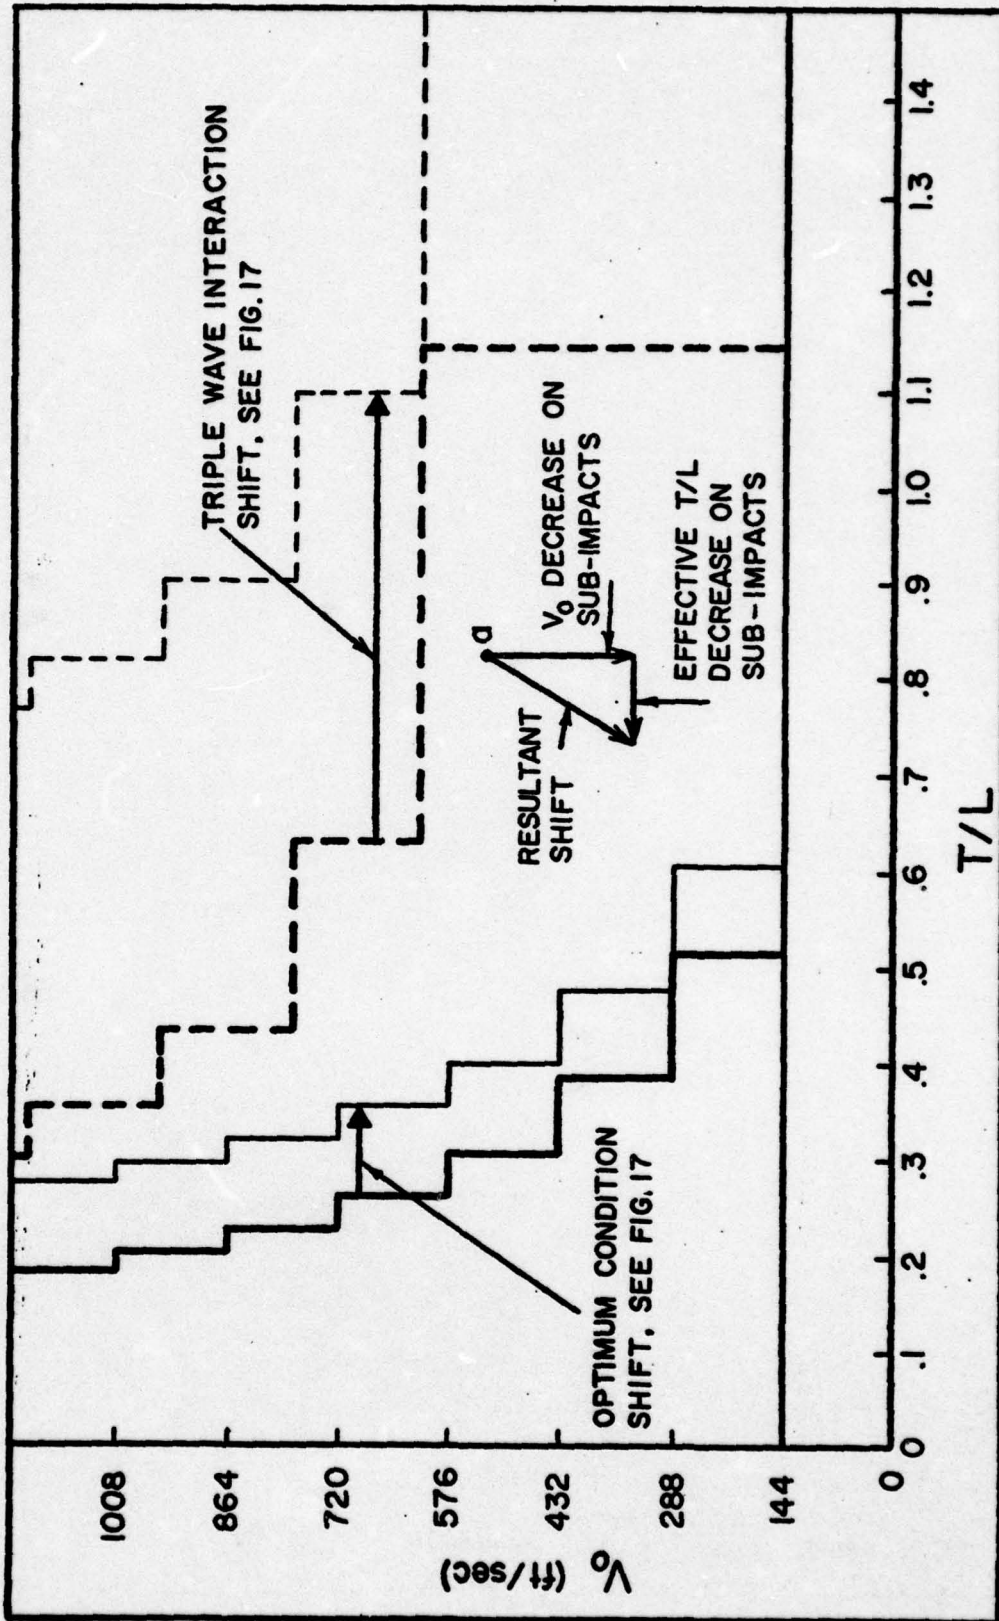 TRIPLE WAVE INTERACTION
SHIFT, SEE FIG. 17
RESULTANT
SHIFT
a
V₀ DECREASE ON
SUB-IMPACTS
EFFECTIVE T/L
DECREASE ON
SUB-IMPACTS
OPTIMUM CONDITION
SHIFT, SEE FIG. 17
V₀ (ft/sec)
1008
864
720
576
432
288
144
0
0 .1 .2 .3 .4 .5 .6 .7 .8 .9 1.0 1.1 1.2 1.3 1.4
T/L